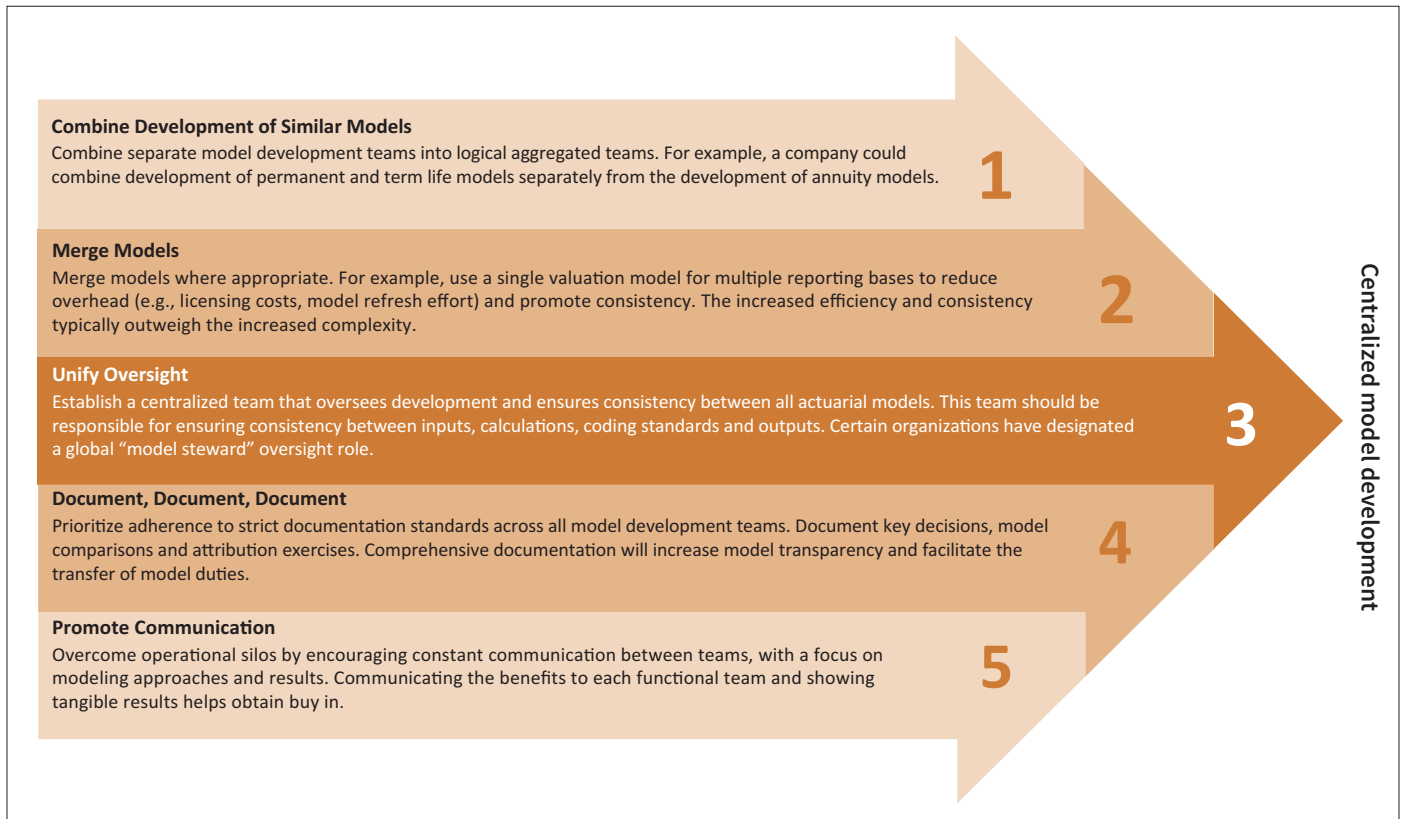 Combine Development of Similar Models
Combine separate model development teams into logical aggregated teams. For example, a company could
combine development of permanent and term life models separately from the development of annuity models.
1
Merge Models
Merge models where appropriate. For example, use a single valuation model for multiple reporting bases to reduce
overhead (e.g., licensing costs, model refresh effort) and promote consistency. The increased efficiency and consistency
typically outweigh the increased complexity.
2
Unify Oversight
Establish a centralized team that oversees development and ensures consistency between all actuarial models. This team should be
responsible for ensuring consistency between inputs, calculations, coding standards and outputs. Certain organizations have designated
a global “model steward” oversight role.
3
Document, Document, Document
Prioritize adherence to strict documentation standards across all model development teams. Document key decisions, model
comparisons and attribution exercises. Comprehensive documentation will increase model transparency and facilitate the
transfer of model duties.
4
Promote Communication
Overcome operational silos by encouraging constant communication between teams, with a focus on
modeling approaches and results. Communicating the benefits to each functional team and showing
tangible results helps obtain buy in.
5
Centralized model development